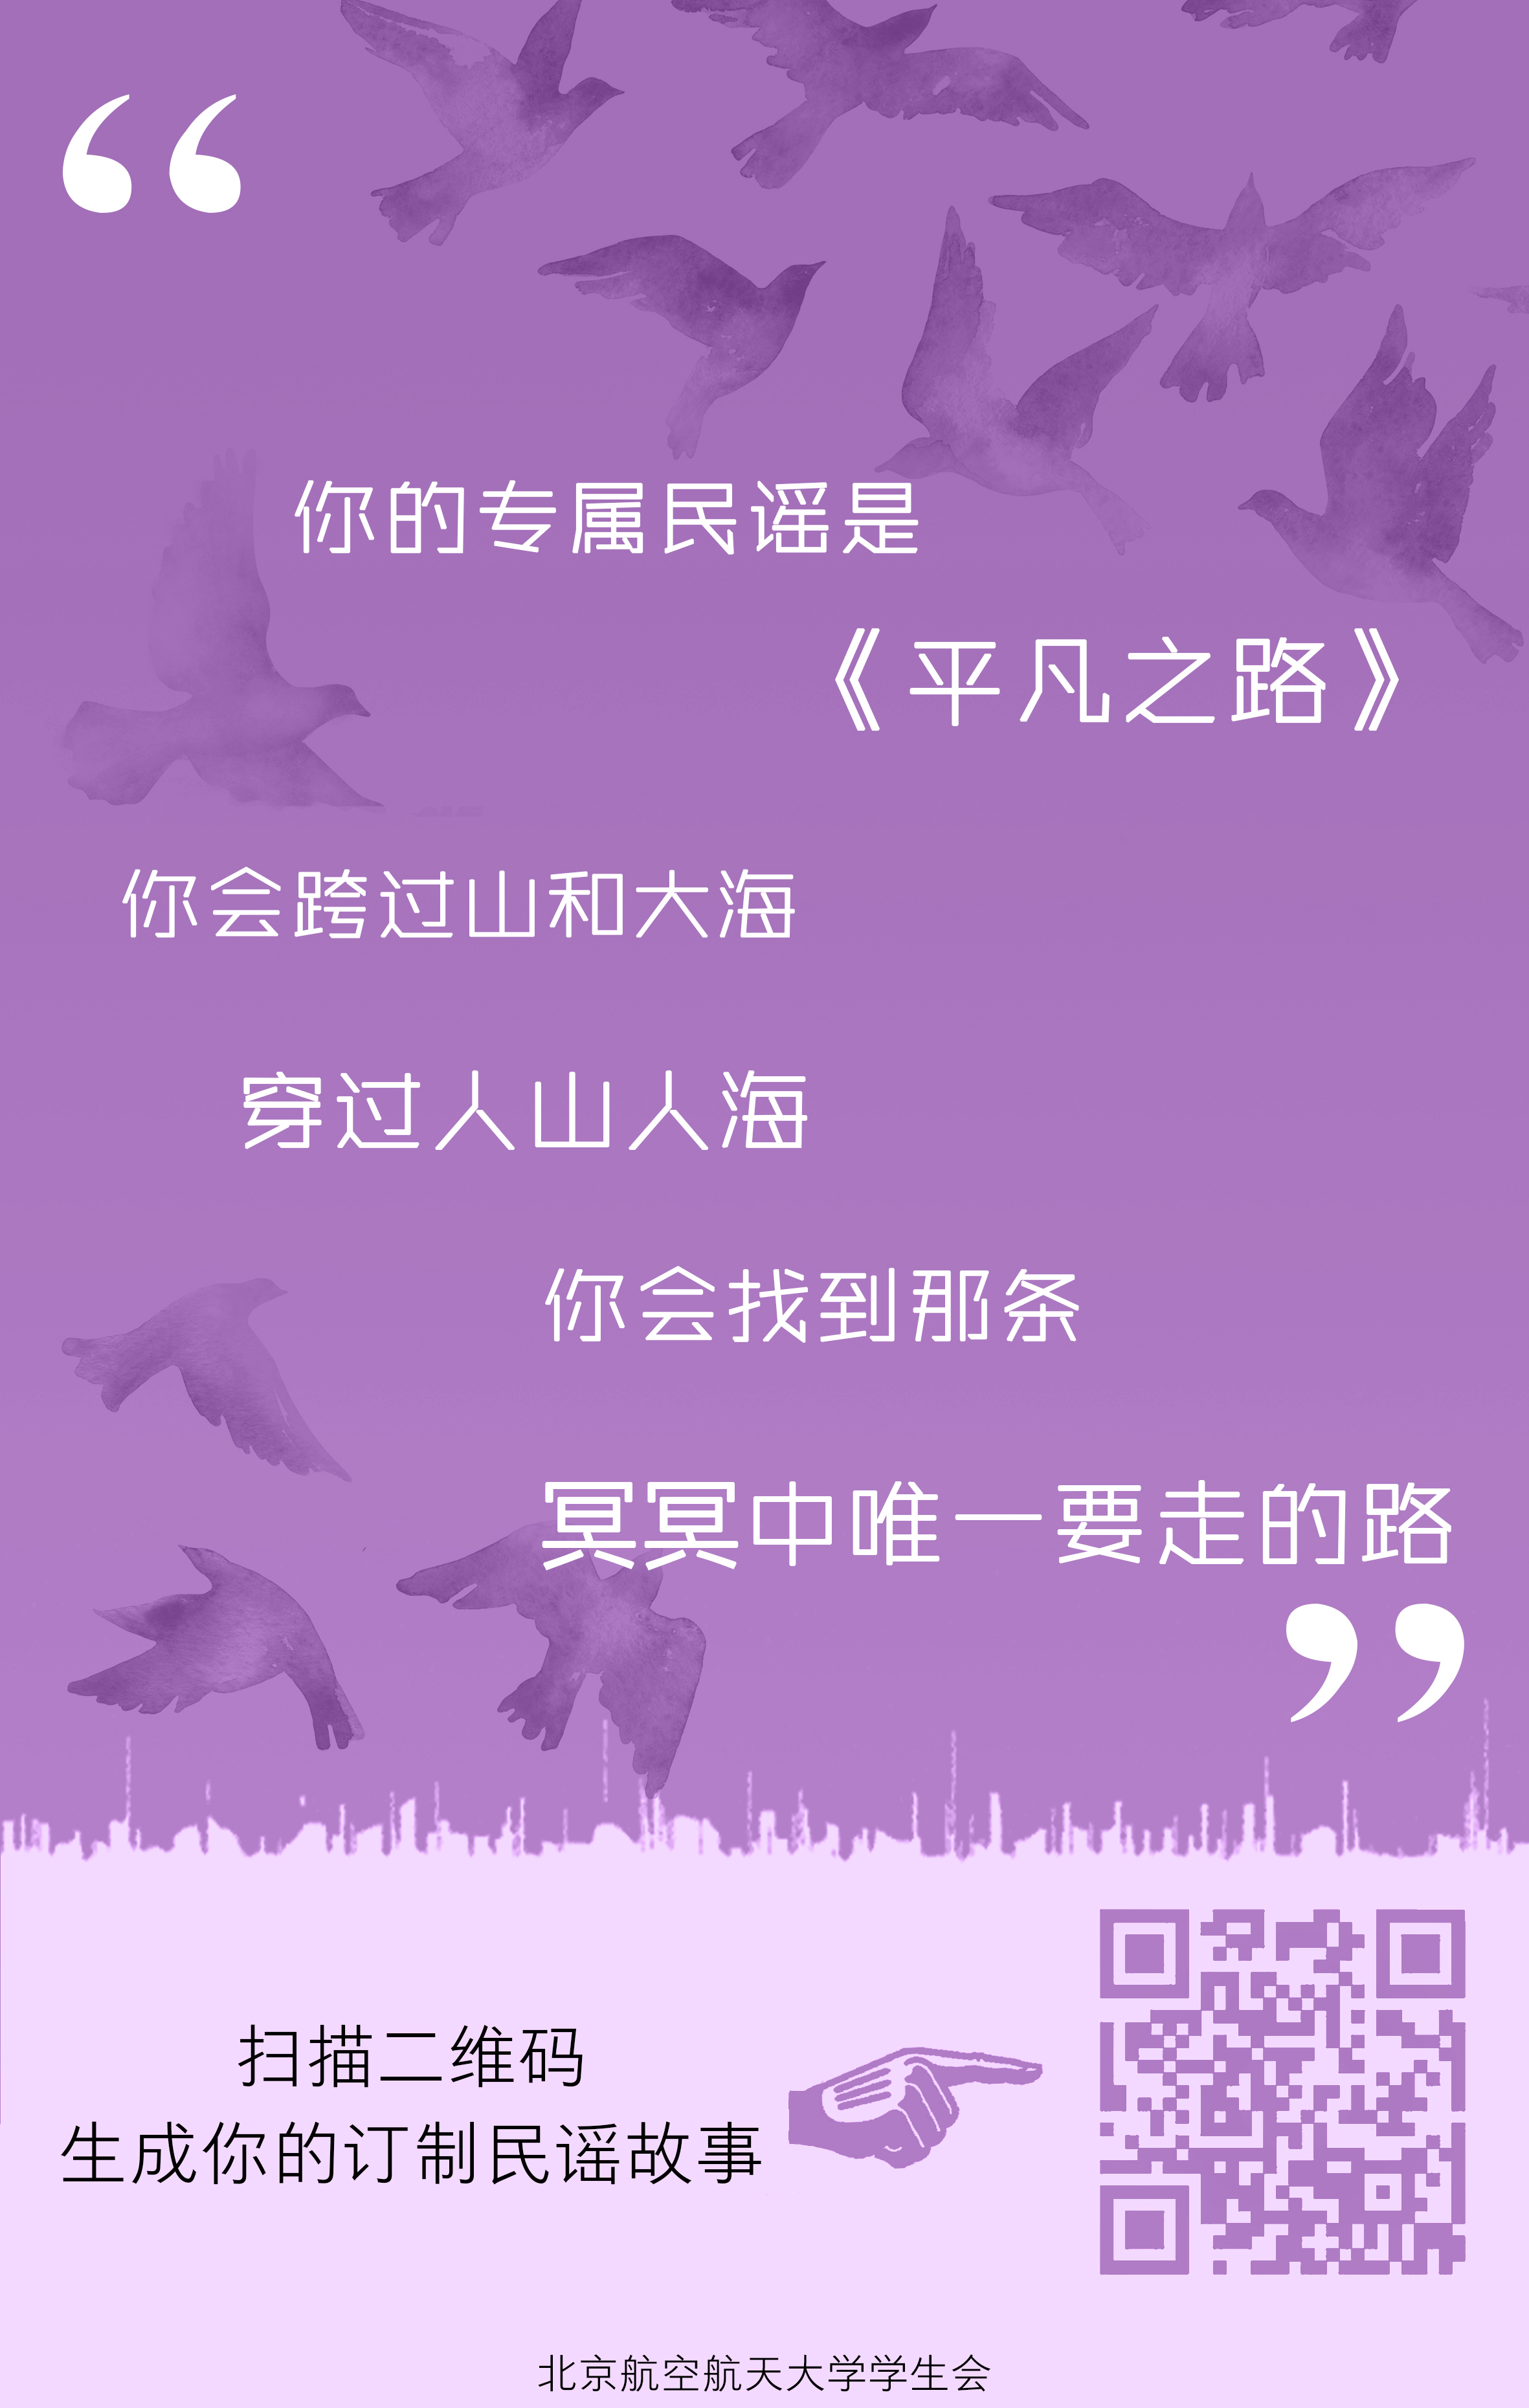 “
你的专属民谣是
《平凡之路》
你会跨过山和大海
穿过人山人海
你会找到那条
冥冥中唯一要走的路
”
扫描二维码
生成你的订制民谣故事
北京航空航天大学学生会